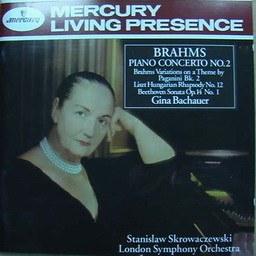 mercury
MERCURY
LIVING PRESENCE
BRAHMS
PIANO CONCERTO NO.2
Brahms Variations on a Theme by
Paganini Bk. 2
Liszt Hungarian Rhapsody No. 12
Beethoven Sonata Op.14 No. 1
Gina Bachauer
Stanislaw Skrowaczewski
London Symphony Orchestra